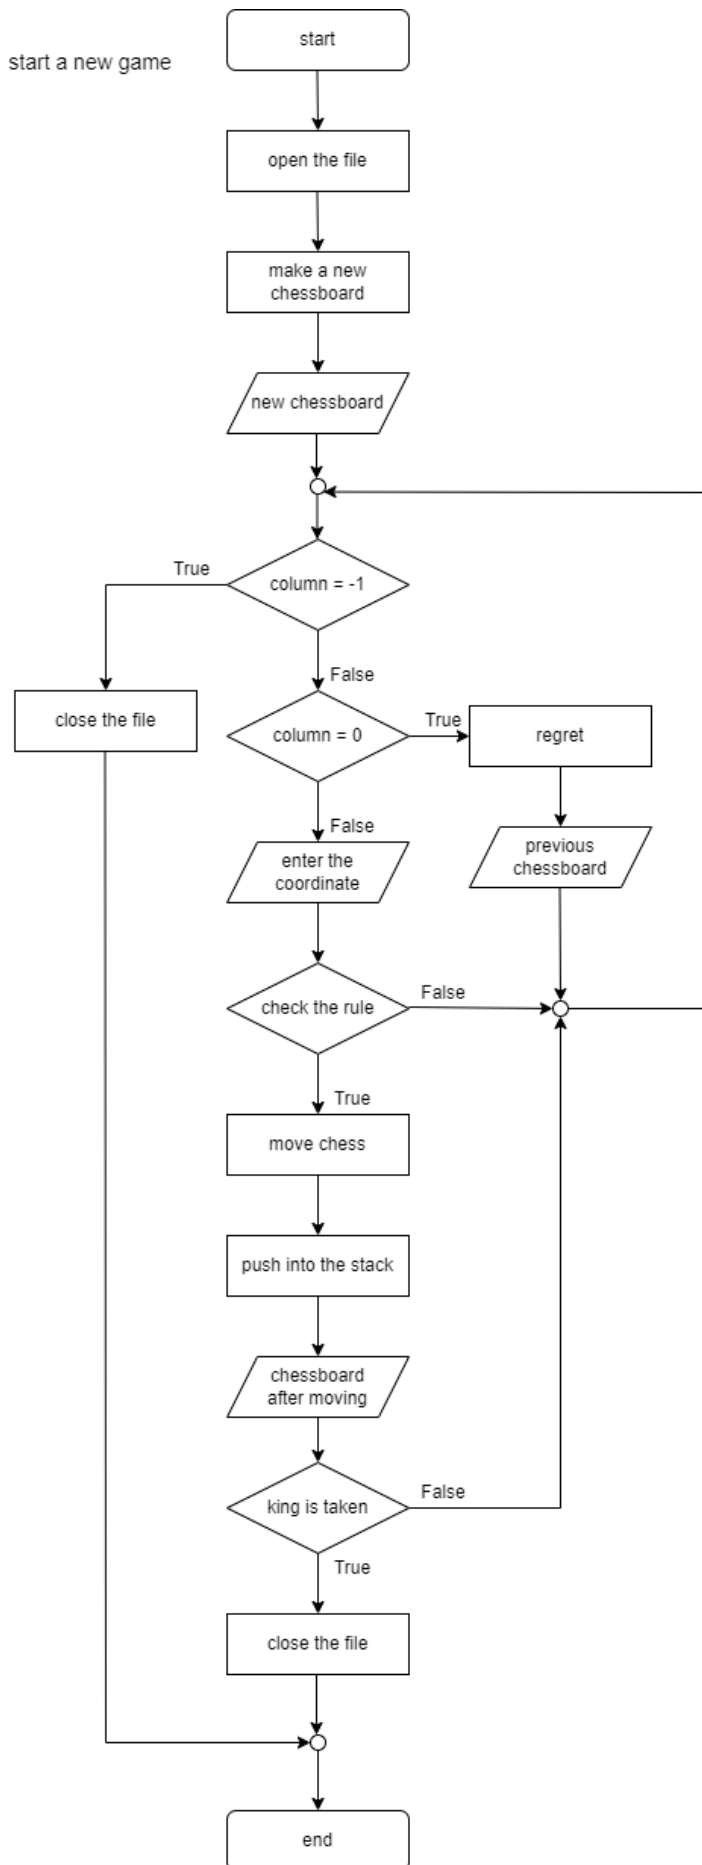 start
start a new game
open the file
make a new
chessboard
new chessboard
True
column = -1
False
close the file
column = 0
True
regret
False
enter the
coordinate
previous
chessboard
check the rule
False
True
move chess
push into the stack
chessboard
after moving
king is taken
False
True
close the file
end